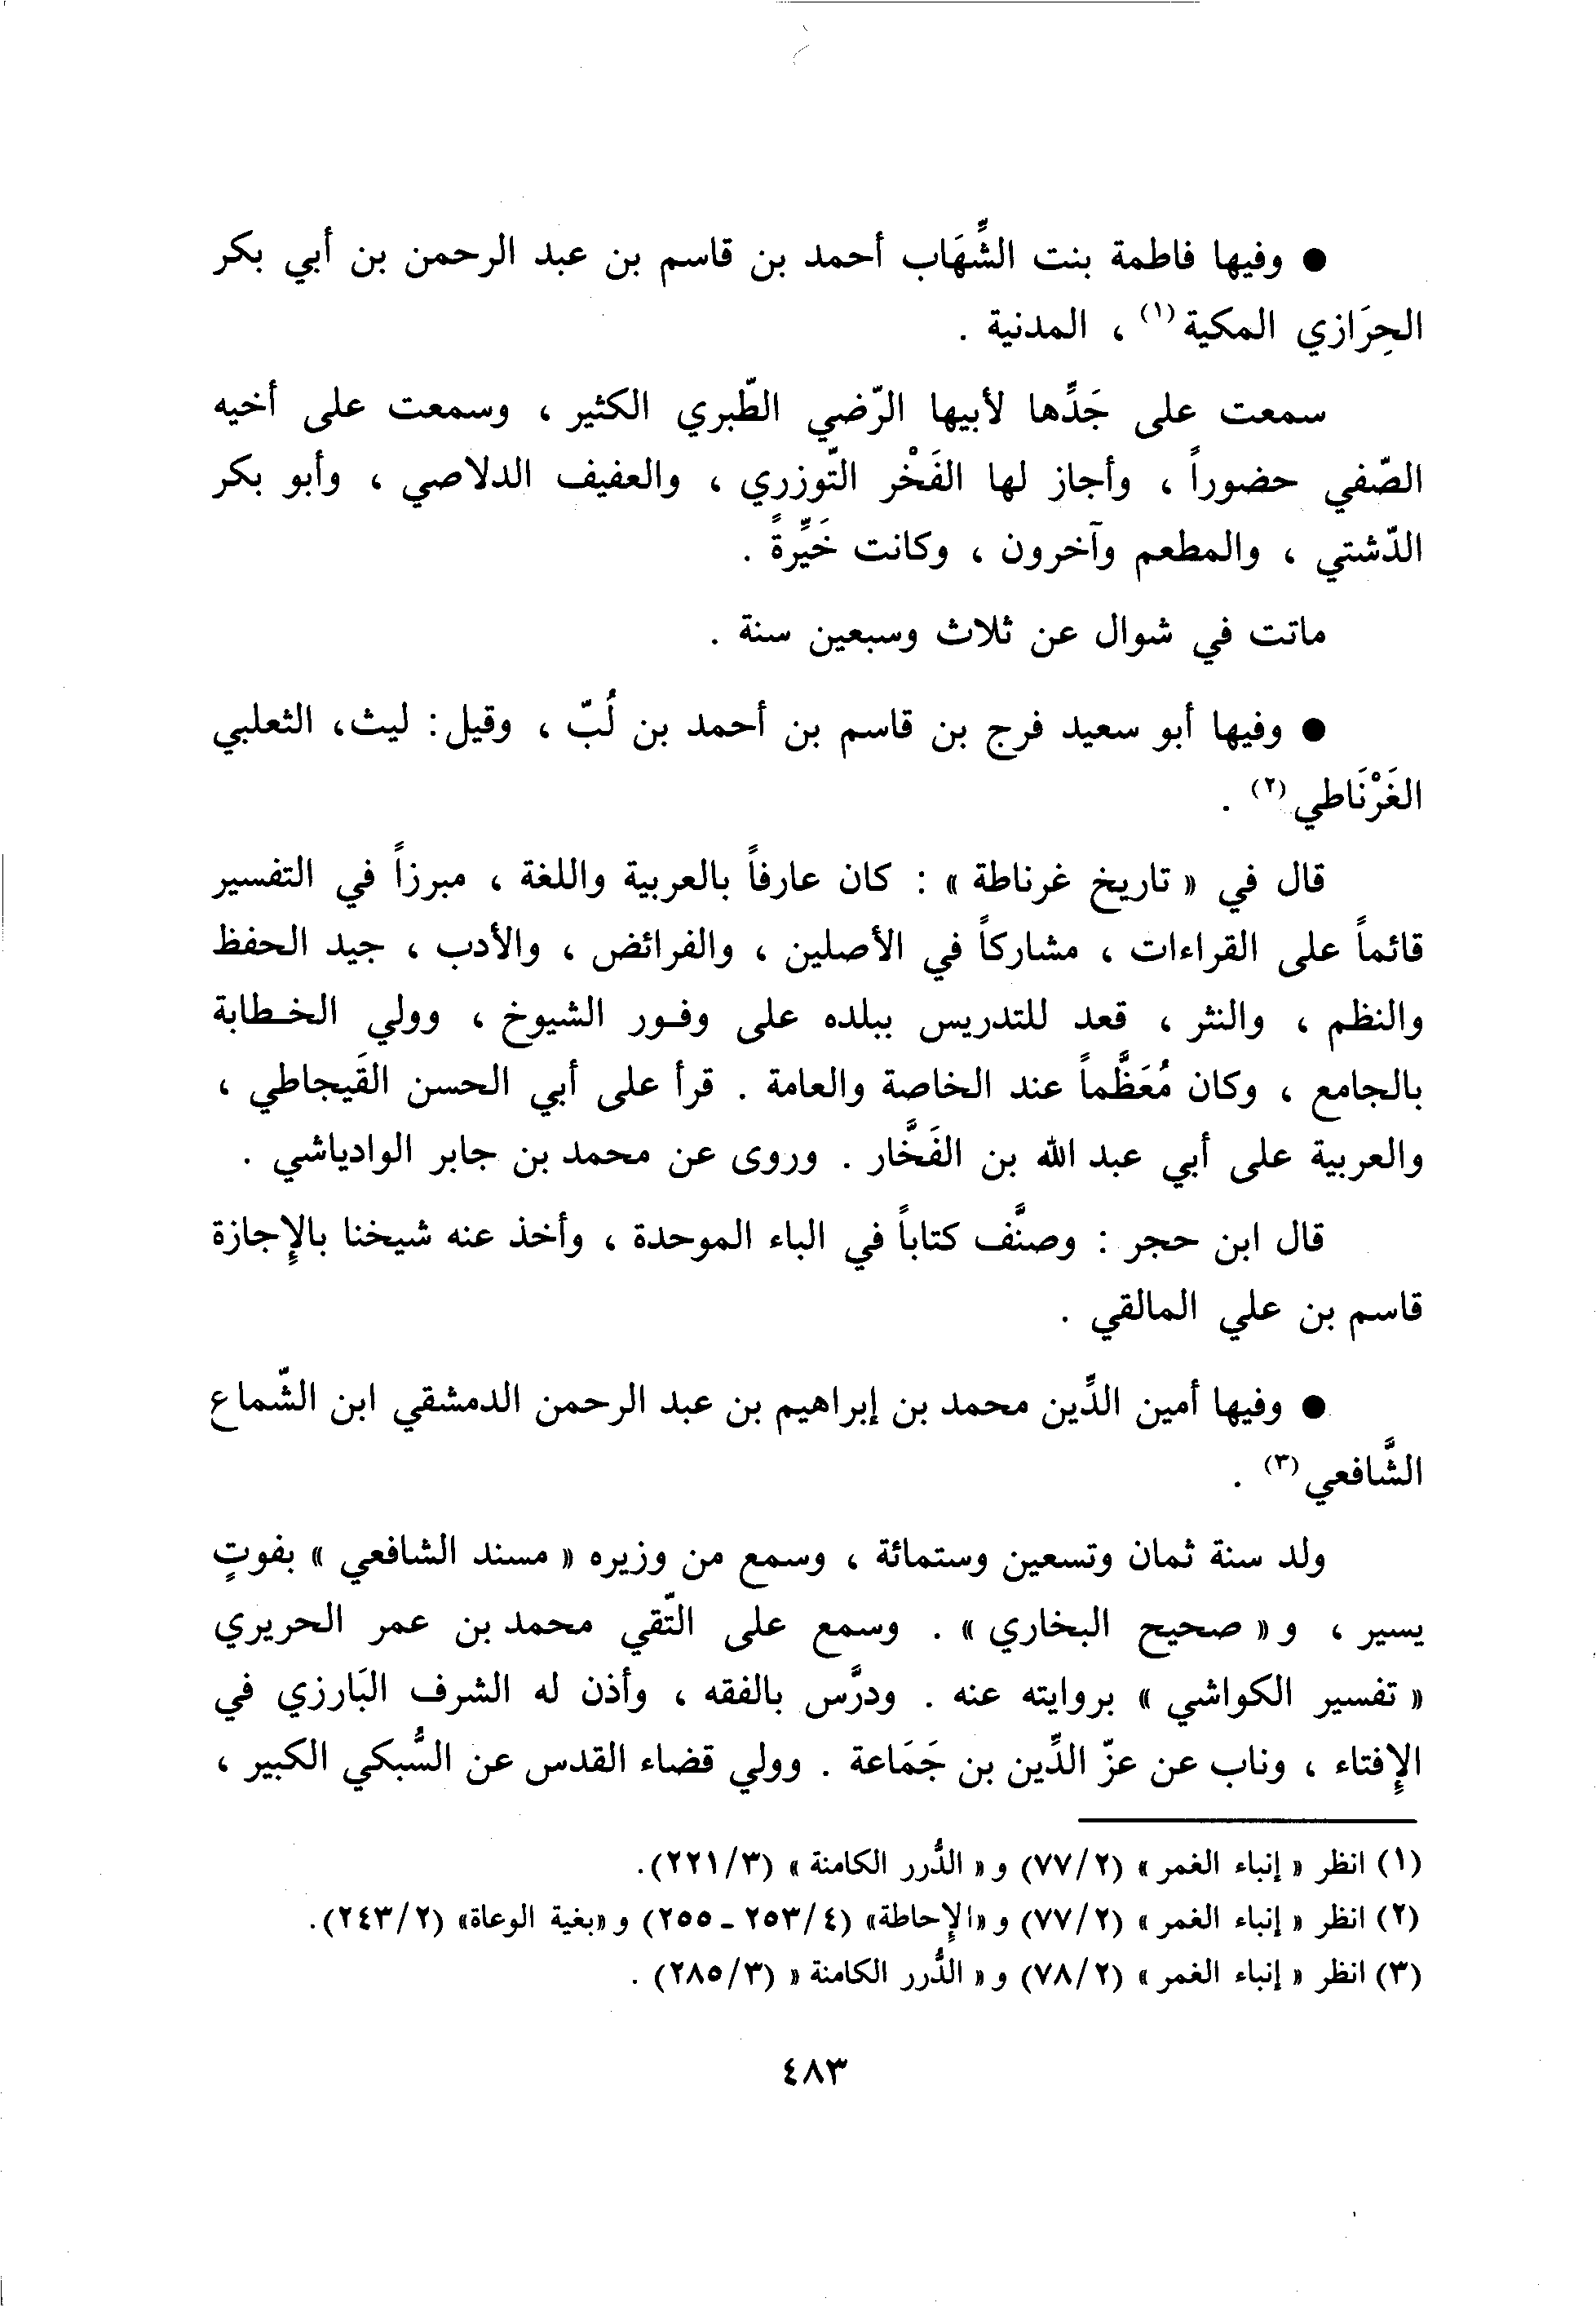 ● وفيها فاطمة بنت الشِّهَاب أحمد بن قاسم بن عبد الرحمن بن أبي بكر
الحِرَازي المكية(١) ، المدنية .
سمعت على جَدِّها لأبيها الرّضي الطّبري الكثير ، وسمعت على أخيه
الصّفي حضوراً ، وأجاز لها الفَخْر التّوزري ، والعفيف الدلاصي ، وأبو بكر
الدّشتي ، والمطعم وآخرون ، وكانت خَيِّرةً .
ماتت في شوال عن ثلاث وسبعين سنة .
● وفيها أبو سعيد فرج بن قاسم بن أحمد بن لُبّ ، وقيل: ليث، الثعلبي
الغَرْنَاطي(٢) .
قال في « تاريخ غرناطة » : كان عارفاً بالعربية واللغة ، مبرزاً في التفسير
قائماً على القراءات ، مشاركاً في الأصلين ، والفرائض ، والأدب ، جيد الحفظ
والنظم ، والنثر ، قعد للتدريس ببلده على وفـور الشيوخ ، وولي الخـطابة
بالجامع ، وكان مُعَظَّماً عند الخاصة والعامة . قرأ على أبي الحسن القَيجاطي ،
والعربية على أبي عبد الله بن الفَخَّار . وروى عن محمد بن جابر الوادياشي .
قال ابن حجر : وصنَّف كتاباً في الباء الموحدة ، وأخذ عنه شيخنا بالإِجازة
قاسم بن علي المالقي .
● وفيها أمين الدِّين محمد بن إبراهيم بن عبد الرحمن الدمشقي ابن الشّماع
الشَّافعي(٣) .
ولد سنة ثمان وتسعين وستمائة ، وسمع من وزيره « مسند الشافعي » بفوتٍ
يسير ، و « صحيح البخاري » . وسمع على التّقي محمد بن عمر الحريري
« تفسير الكواشي » بروايته عنه . ودرَّس بالفقه ، وأذن له الشرف البَارزي في
الإِفتاء ، وناب عن عزّ الدِّين بن جَمَاعة . وولي قضاء القدس عن السُّبكي الكبير ،
(١) انظر « إنباء الغمر » (٧٧/٢) و « الدُّرر الكامنة » (٢٢١/٣).
(٢) انظر « إنباء الغمر » (٧٧/٢) و «الإِحاطة» (٢٥٣/٤ ـ ٢٥٥) و «بغية الوعاة» (٢٤٣/٢).
(٣) انظر « إنباء الغمر » (٧٨/٢) و « الدُّرر الكامنة « (٢٨٥/٣) .
٤٨٣